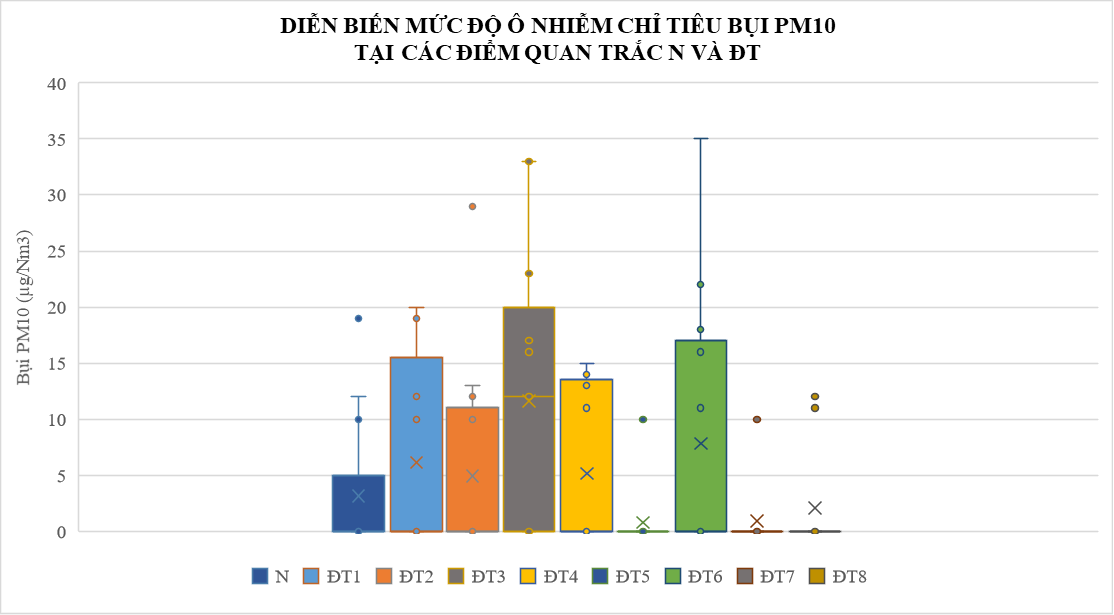 DIỄN BIẾN MỨC ĐỘ Ô NHIỄM CHỈ TIÊU BỤI PM10
TẠI CÁC ĐIỂM QUAN TRẮC N VÀ ĐT
Bụi PM10 (µg/Nm3)
40
35
30
25
20
15
10
5
0
N ĐT1 ĐT2 ĐT3 ĐT4 ĐT5 ĐT6 ĐT7 ĐT8